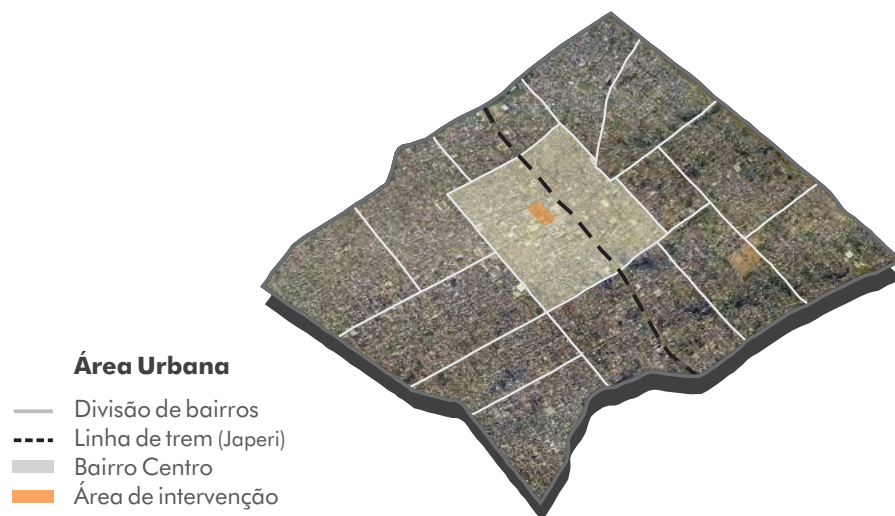 Área Urbana
Divisão de bairros
Linha de trem (Japeri)
Bairro Centro
Área de intervenção